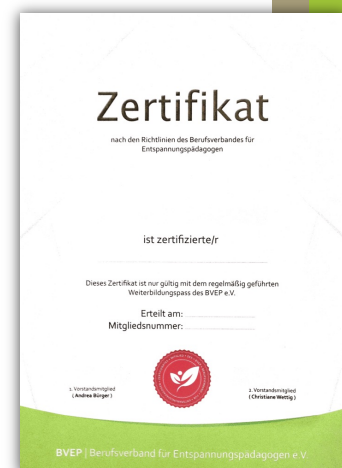 Zertifikat
nach den Richtlinien des Berufsverbandes für
Entspannungspädagogen
ist zertifizierte/r
Dieses Zertifikat ist nur gültig mit dem regelmäßig geführten
Weiterbildungspass des BVEP e.V.
Erteilt am:
Mitgliedsnummer:
1. Vorstandsmitglied
( Andrea Bürger )
2. Vorstandsmitglied
( Christiane Wettig )
BVEP | Berufsverband für Entspannungspädagogen e.V.